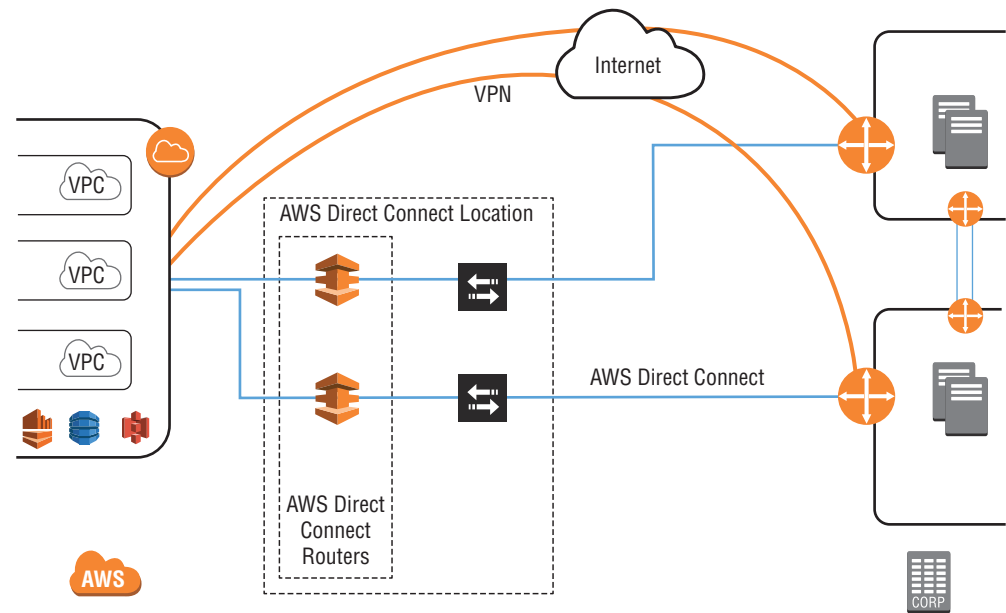 Internet
VPN
VPC
AWS Direct Connect Location
VPC
VPC
AWS Direct Connect
AWS Direct
Connect
Routers
AWS
CORP